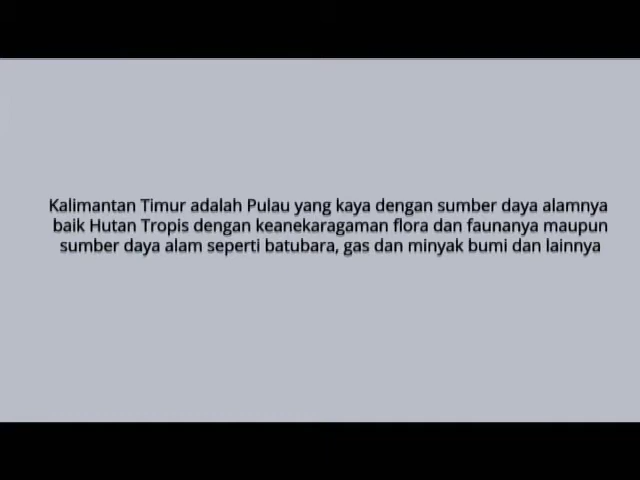 Kalimantan Timur adalah Pulau yang kaya dengan sumber daya alamnya
baik Hutan Tropis dengan keanekaragaman flora dan faunanya maupun
sumber daya alam seperti batubara, gas dan minyak bumi dan lainnya